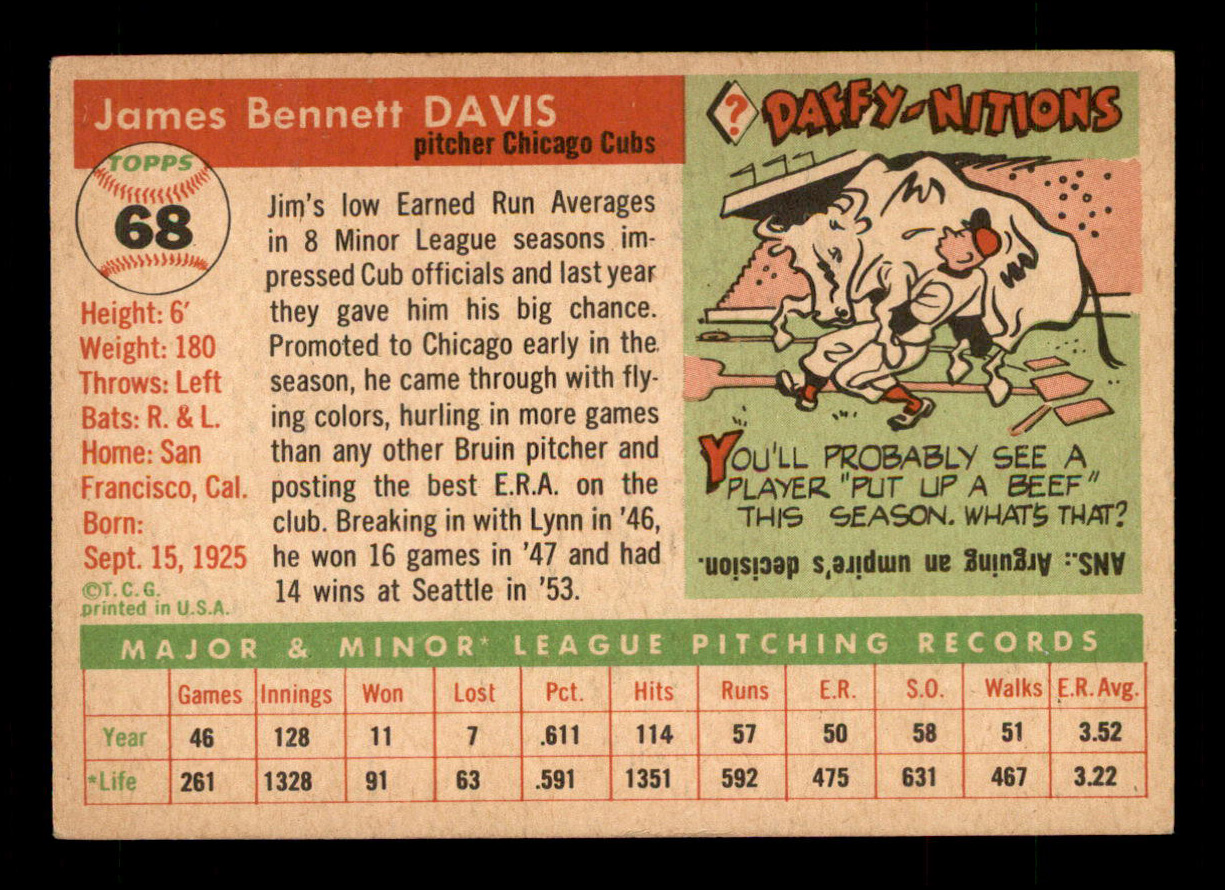 James Bennett DAVIS
pitcher Chicago Cubs
TOPPS
68
Height: 6'
Weight: 180
Throws: Left
Bats: R. & L.
Home: San
Francisco, Cal.
Born:
Sept. 15, 1925
©T. C. G.
printed in U.S.A.
Jim's low Earned Run Averages
in 8 Minor League seasons im-
pressed Cub officials and last year
they gave him his big chance.
Promoted to Chicago early in the
season, he came through with fly-
ing colors, hurling in more games
than any other Bruin pitcher and
posting the best E.R.A. on the
club. Breaking in with Lynn in '46,
he won 16 games in '47 and had
14 wins at Seattle in '53.
? DAFFY-NITIONS
YOU'LL PROBABLY SEE A
PLAYER "PUT UP A BEEF"
THIS SEASON. WHAT'S THAT?
ANS.: Arguing an umpire's decision.
MAJOR & MINOR* LEAGUE PITCHING RECORDS
Games Innings Won Lost Pct. Hits Runs E.R. S.O. Walks E.R. Avg.
Year 46 128 11 7 .611 114 57 50 58 51 3.52
*Life 261 1328 91 63 .591 1351 592 475 631 467 3.22